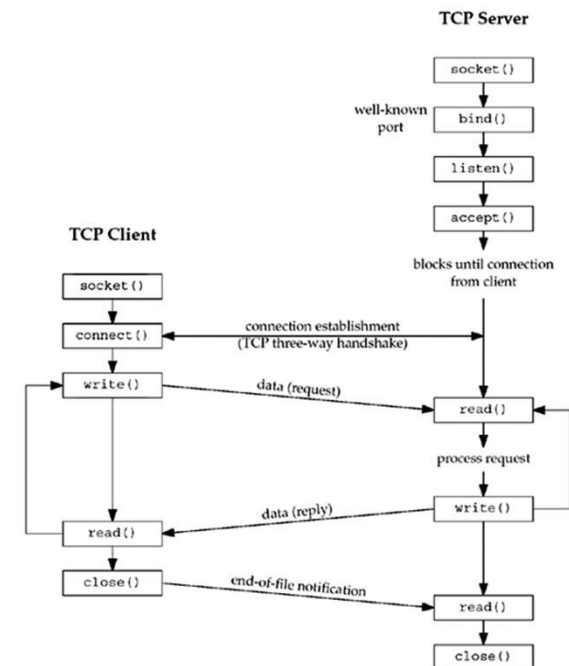 TCP Server
socket()
well-known
port
bind()
listen()
accept()
TCP Client
blocks until connection
from client
socket()
connect()
connection establishment
(TCP three-way handshake)
write()
data (request)
read()
process request
data (reply)
write()
read()
close()
end-of-file notification
read()
close()